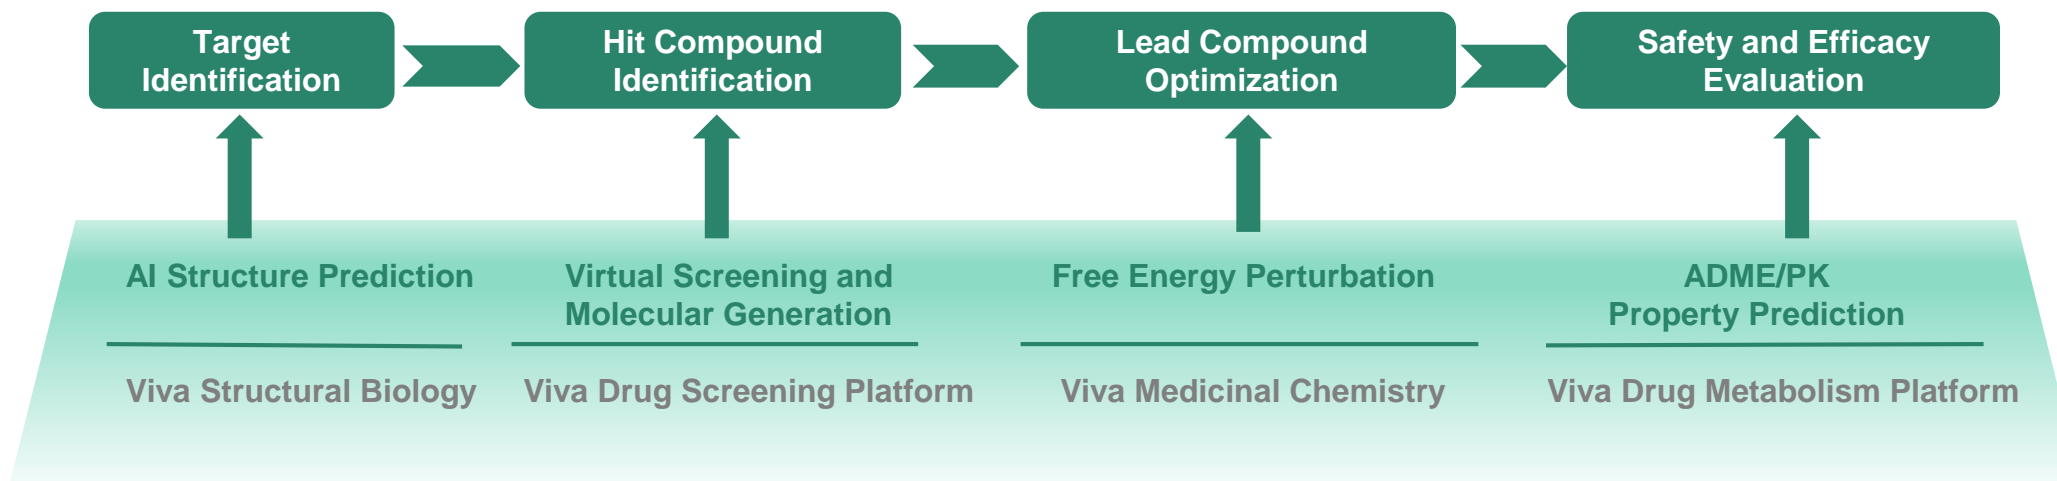 Target
Identification
Hit Compound
Identification
Lead Compound
Optimization
Safety and Efficacy
Evaluation
AI Structure Prediction
Virtual Screening and
Molecular Generation
Free Energy Perturbation
ADME/PK
Property Prediction
Viva Structural Biology
Viva Drug Screening Platform
Viva Medicinal Chemistry
Viva Drug Metabolism Platform